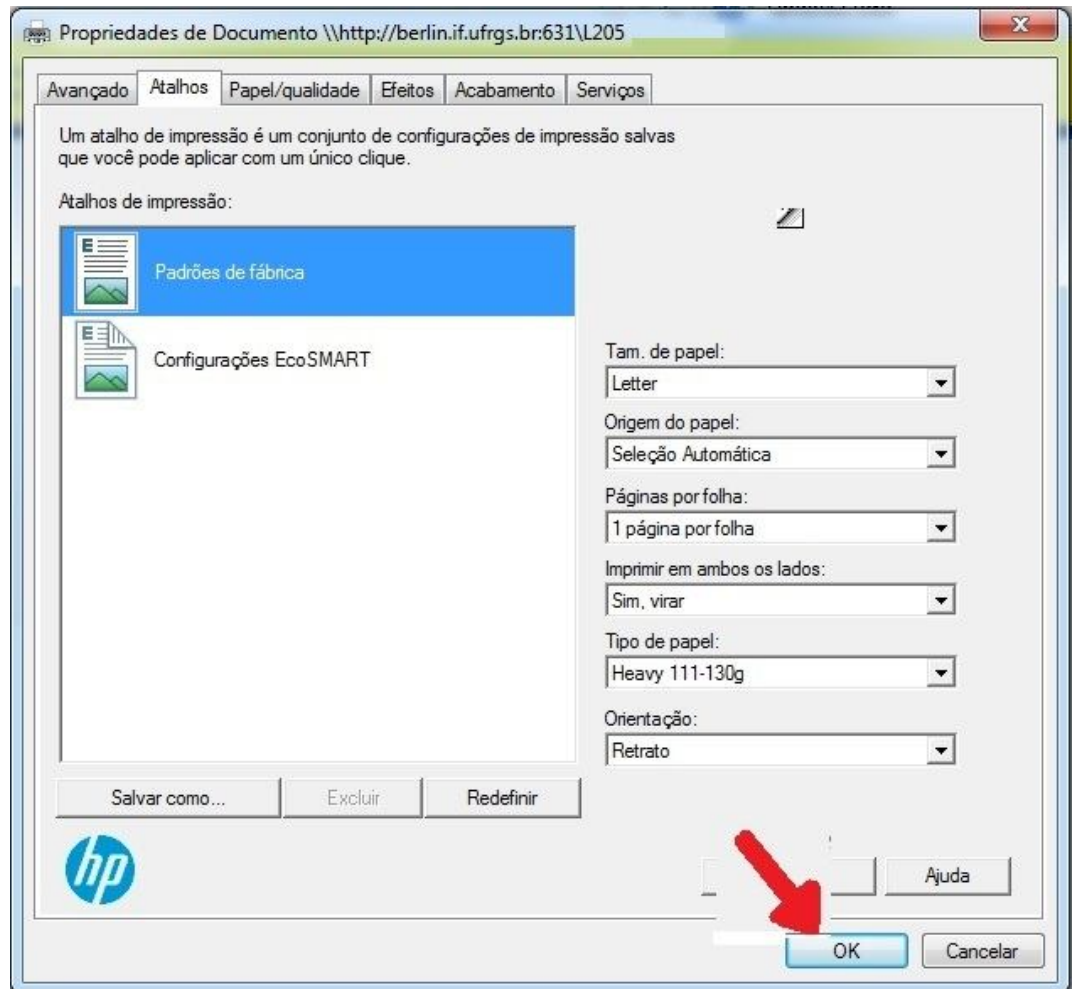 Propriedades de Documento \\http://berlin.if.ufrgs.br:631\L205
Avançado Atalhos Papel/qualidade Efeitos Acabamento Serviços
Um atalho de impressão é um conjunto de configurações de impressão salvas
que você pode aplicar com um único clique.
Atalhos de impressão:
E
Padrões de fábrica
E
Configurações EcoSMART
Tam. de papel:
Letter
Origem do papel:
Seleção Automática
Páginas por folha:
1 página por folha
Imprimir em ambos os lados:
Sim, virar
Tipo de papel:
Heavy 111-130g
Orientação:
Retrato
Salvar como... Excluir Redefinir
hp
Ajuda
OK Cancelar